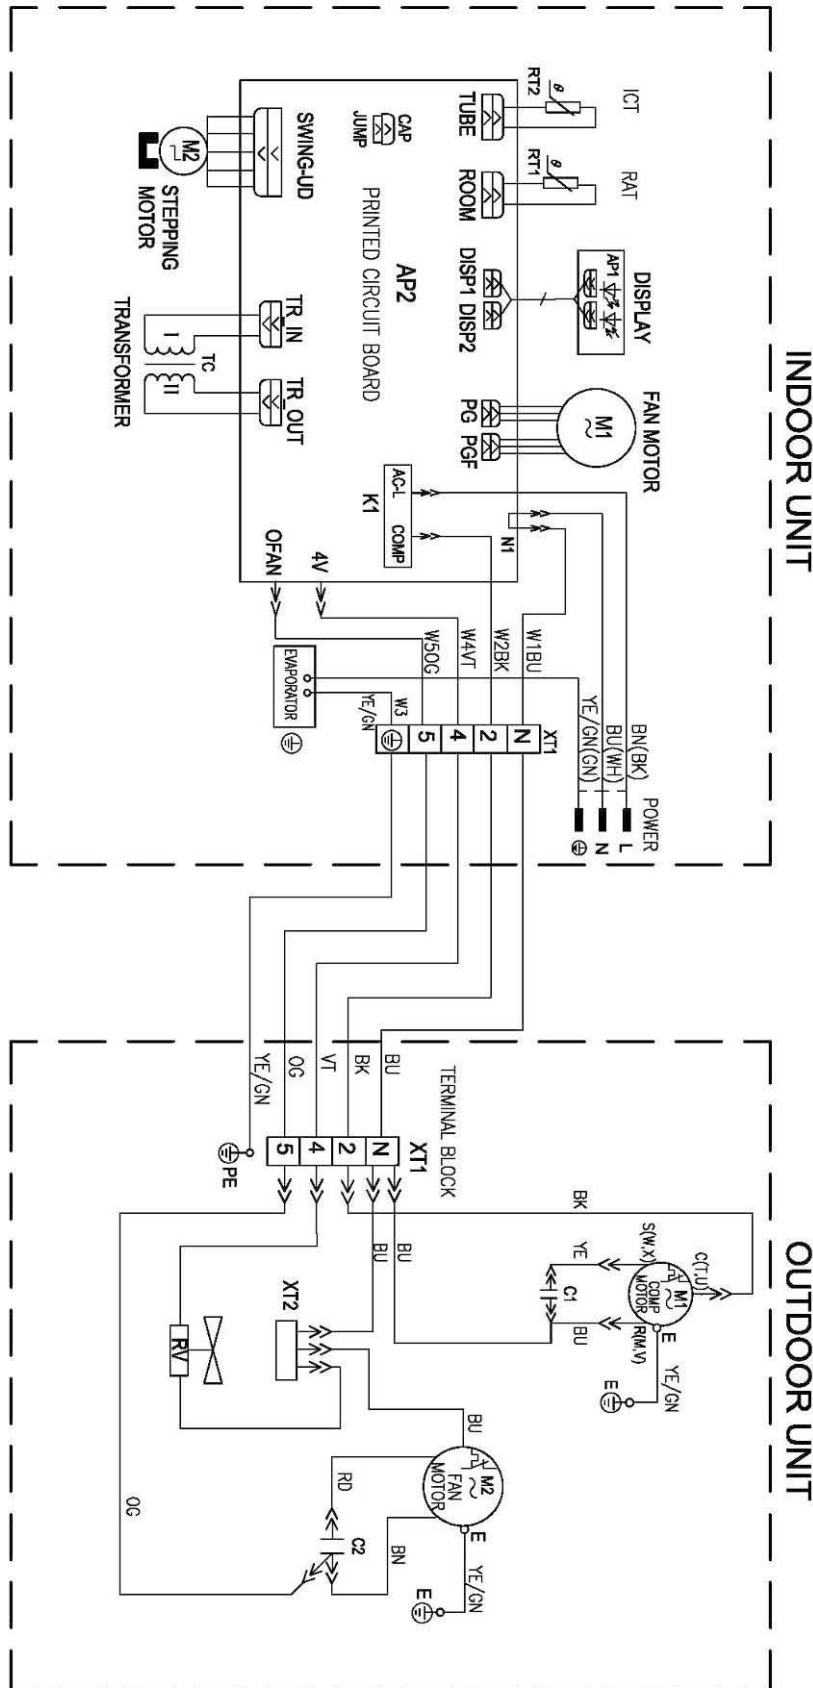 INDOOR UNIT
ICT
RT2
θ
TUBE
RAT
RT1
θ
ROOM
DISPLAY
AP1
DISP1 DISP2
FAN MOTOR
M1
~
PG PGF
CAP
JUMP
AP2
PRINTED CIRCUIT BOARD
SWING-UD
M2
STEPPING
MOTOR
TR_IN
TR_OUT
I
TC
II
TRANSFORMER
AC-L COMP
K1
N1
OFAN
4V
POWER
BN(BK)
L
BU(WH)
N
YE/GN(GN)
W1BU
W2BK
W4VT
W5OG
W3
YE/GN
EVAPORATOR
XT1
N
2
4
5
OUTDOOR UNIT
BU
BK
VT
OG
YE/GN
TERMINAL BLOCK
XT1
N
2
4
5
PE
BK
BU
BU
C(T,U)
S(W,X)
R(M,V)
M1
~
COMP
MOTOR
E
YE
C1
BU
YE/GN
E
XT2
RV
BU
M2
~
FAN
MOTOR
E
RD
C2
BN
YE/GN
E
OG